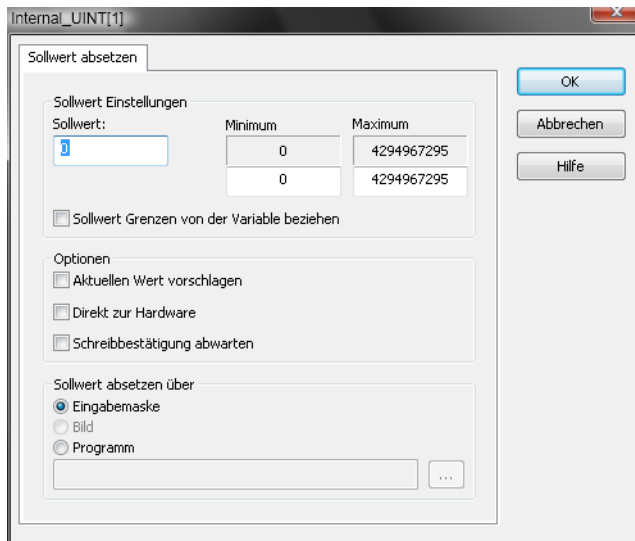 Internal_UINT[1]
Sollwert absetzen
Sollwert Einstellungen
Sollwert: Minimum Maximum
0 0 4294967295
0 4294967295
Sollwert Grenzen von der Variable beziehen
Optionen
Aktuellen Wert vorschlagen
Direkt zur Hardware
Schreibbestätigung abwarten
Sollwert absetzen über
Eingabemaske
Bild
Programm
...
OK
Abbrechen
Hilfe